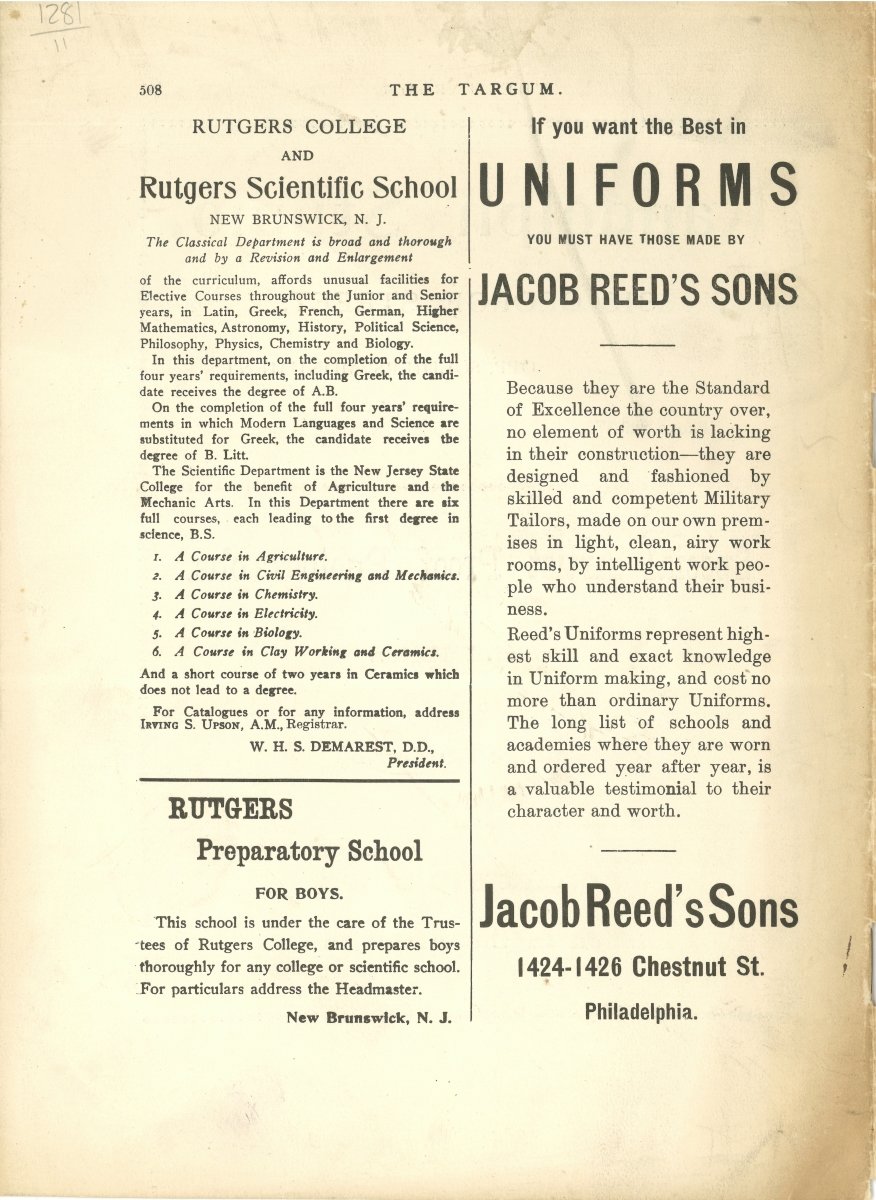 1281
11
508
THE TARGUM.
RUTGERS COLLEGE
AND
Rutgers Scientific School
NEW BRUNSWICK, N. J.
The Classical Department is broad and thorough
and by a Revision and Enlargement
of the curriculum, affords unusual facilities for
Elective Courses throughout the Junior and Senior
years, in Latin, Greek, French, German, Higher
Mathematics, Astronomy, History, Political Science,
Philosophy, Physics, Chemistry and Biology.
In this department, on the completion of the full
four years' requirements, including Greek, the candi-
date receives the degree of A.B.
On the completion of the full four years' require-
ments in which Modern Languages and Science are
substituted for Greek, the candidate receives the
degree of B. Litt.
The Scientific Department is the New Jersey State
College for the benefit of Agriculture and the
Mechanic Arts. In this Department there are six
full courses, each leading to the first degree in
science, B.S.
1. A Course in Agriculture.
2. A Course in Civil Engineering and Mechanics.
3. A Course in Chemistry.
4. A Course in Electricity.
5. A Course in Biology.
6. A Course in Clay Working and Ceramics.
And a short course of two years in Ceramics which
does not lead to a degree.
For Catalogues or for any information, address
IRVING S. UPSON, A.M., Registrar.
W. H. S. DEMAREST, D.D.,
President.
RUTGERS
Preparatory School
FOR BOYS.
This school is under the care of the Trus-
tees of Rutgers College, and prepares boys
thoroughly for any college or scientific school.
For particulars address the Headmaster.
New Brunswick, N. J.
If you want the Best in
UNIFORMS
YOU MUST HAVE THOSE MADE BY
JACOB REED'S SONS
Because they are the Standard
of Excellence the country over,
no element of worth is lacking
in their construction—they are
designed and fashioned by
skilled and competent Military
Tailors, made on our own prem-
ises in light, clean, airy work
rooms, by intelligent work peo-
ple who understand their busi-
ness.
Reed's Uniforms represent high-
est skill and exact knowledge
in Uniform making, and cost no
more than ordinary Uniforms.
The long list of schools and
academies where they are worn
and ordered year after year, is
a valuable testimonial to their
character and worth.
Jacob Reed's Sons
1424-1426 Chestnut St.
Philadelphia.